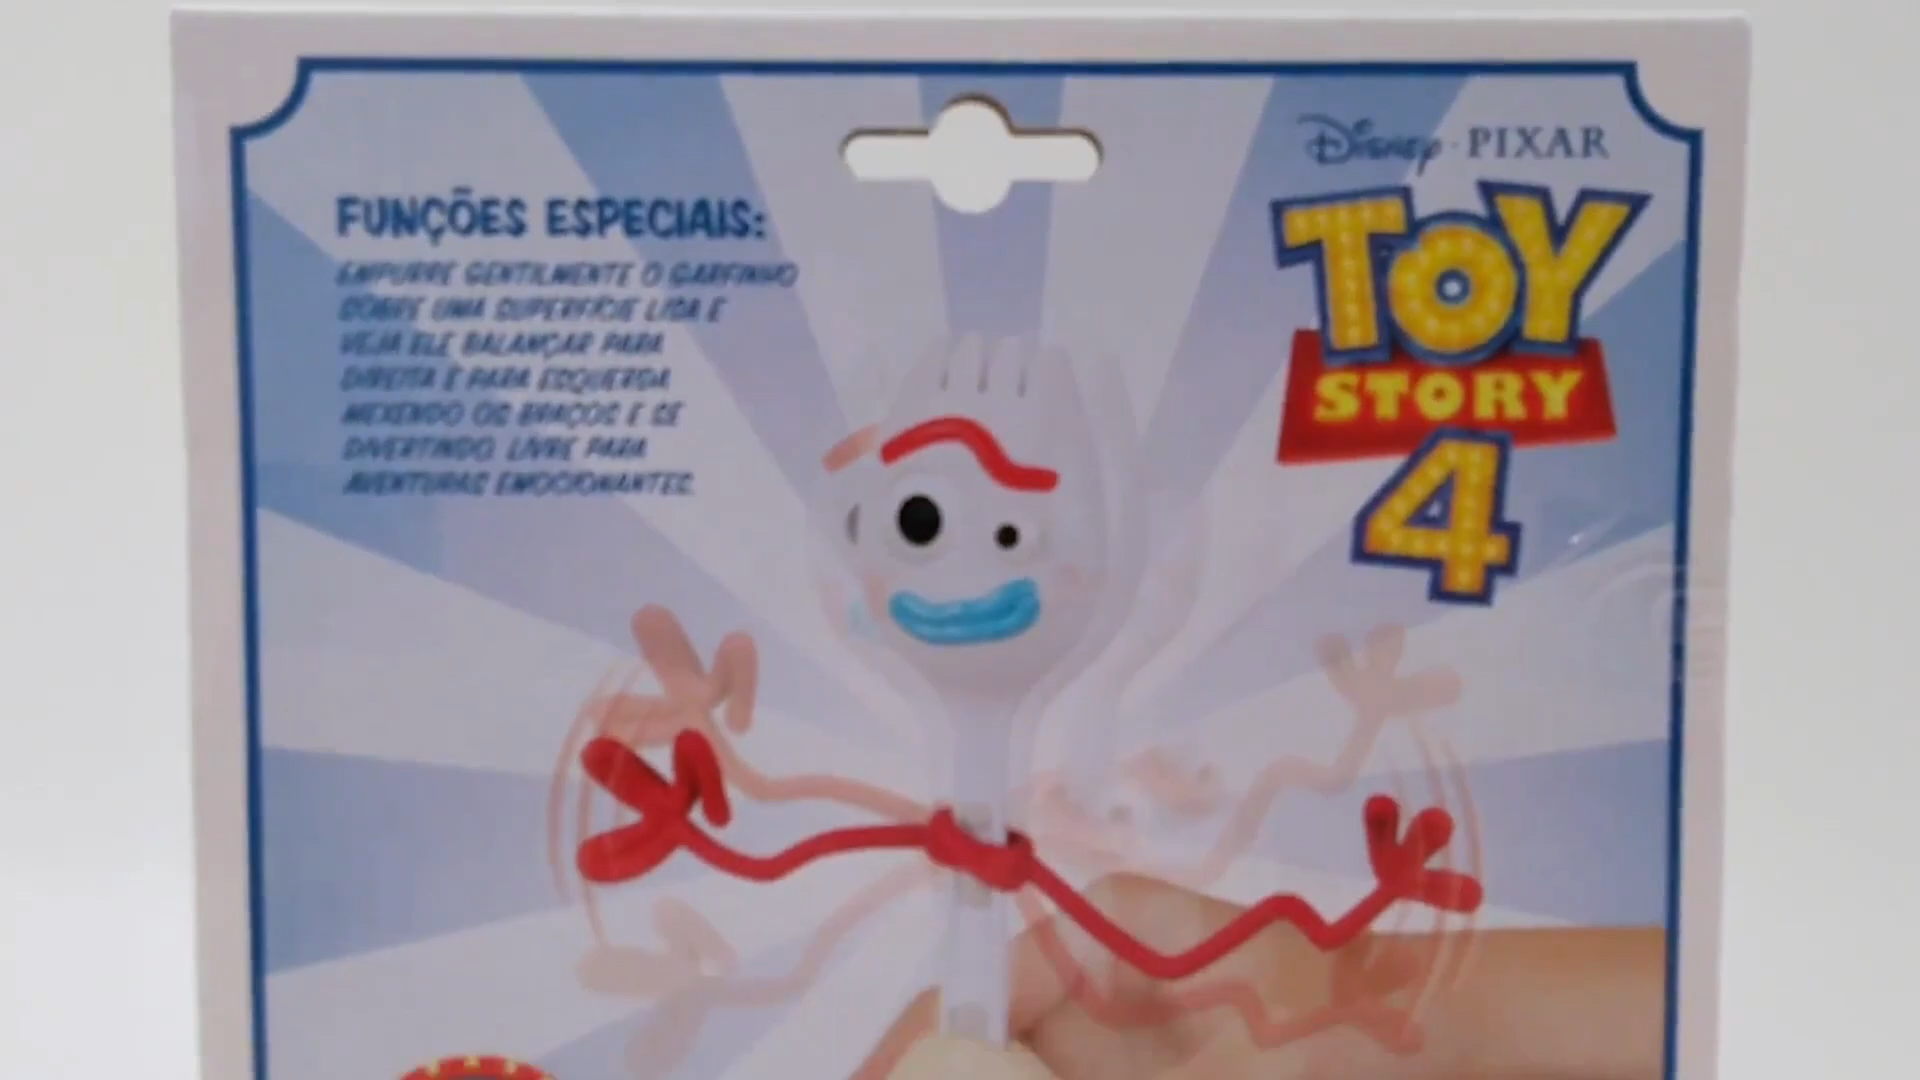 FUNÇÕES ESPECIAIS:
EMPURRE GENTILMENTE O GARFINHO
SOBRE UMA SUPERFÍCIE LISA E
VEJA ELE BALANÇAR PARA
DIREITA E PARA ESQUERDA
MEXENDO OS BRAÇOS E SE
DIVERTINDO. LIVRE PARA
AVENTURAS EMOCIONANTES.
DISNEY · PIXAR
TOY
STORY
4